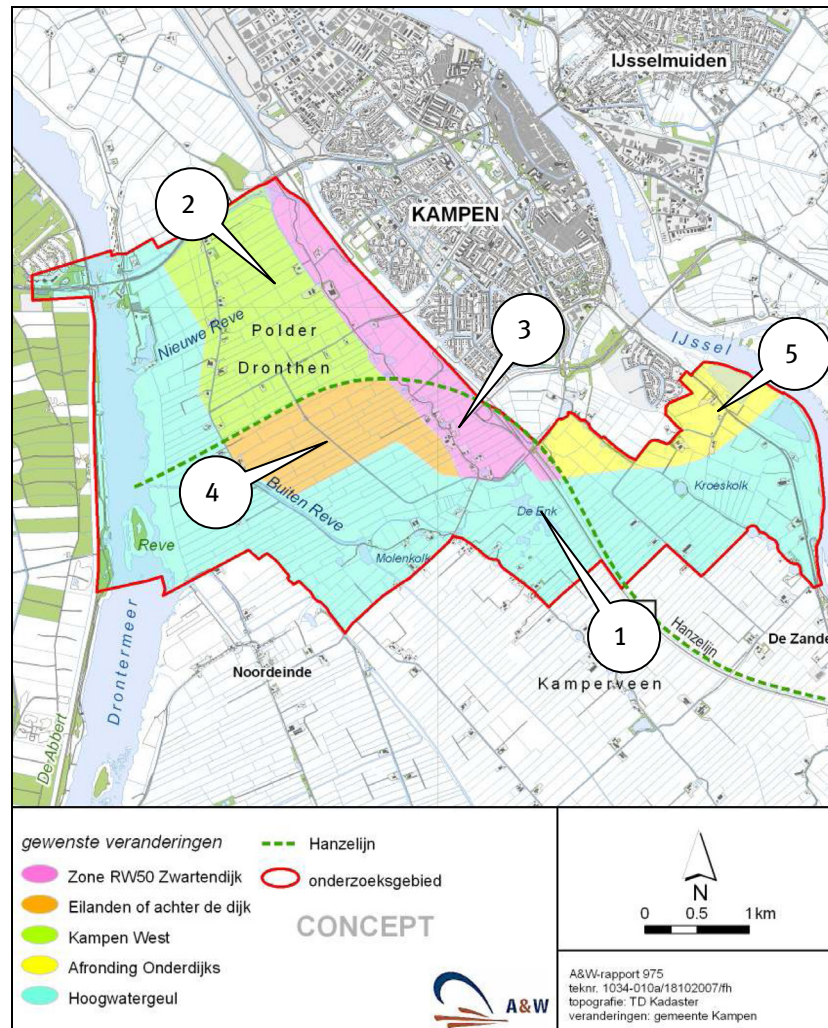 IJsselmuiden
2
KAMPEN
3
IJssel
5
Nieuwe Reve
Polder
Dronthen
4
Buiten Reve
Kroeskolk
De Enk
Reve
Molenkolk
1
Hanzelijn
De Zande
Noordeinde
Kamperveen
Drontermeer
De Abbert
gewenste veranderingen
Zone RW50 Zwartendijk
Eilanden of achter de dijk
Kampen West
Afronding Onderdijks
Hoogwatergeul
Hanzelijn
onderzoeksgebied
CONCEPT
A&W
N
0 0.5 1 km
A&W-rapport 975
teknr. 1034-010a/18102007/fh
topografie: TD Kadaster
veranderingen: gemeente Kampen